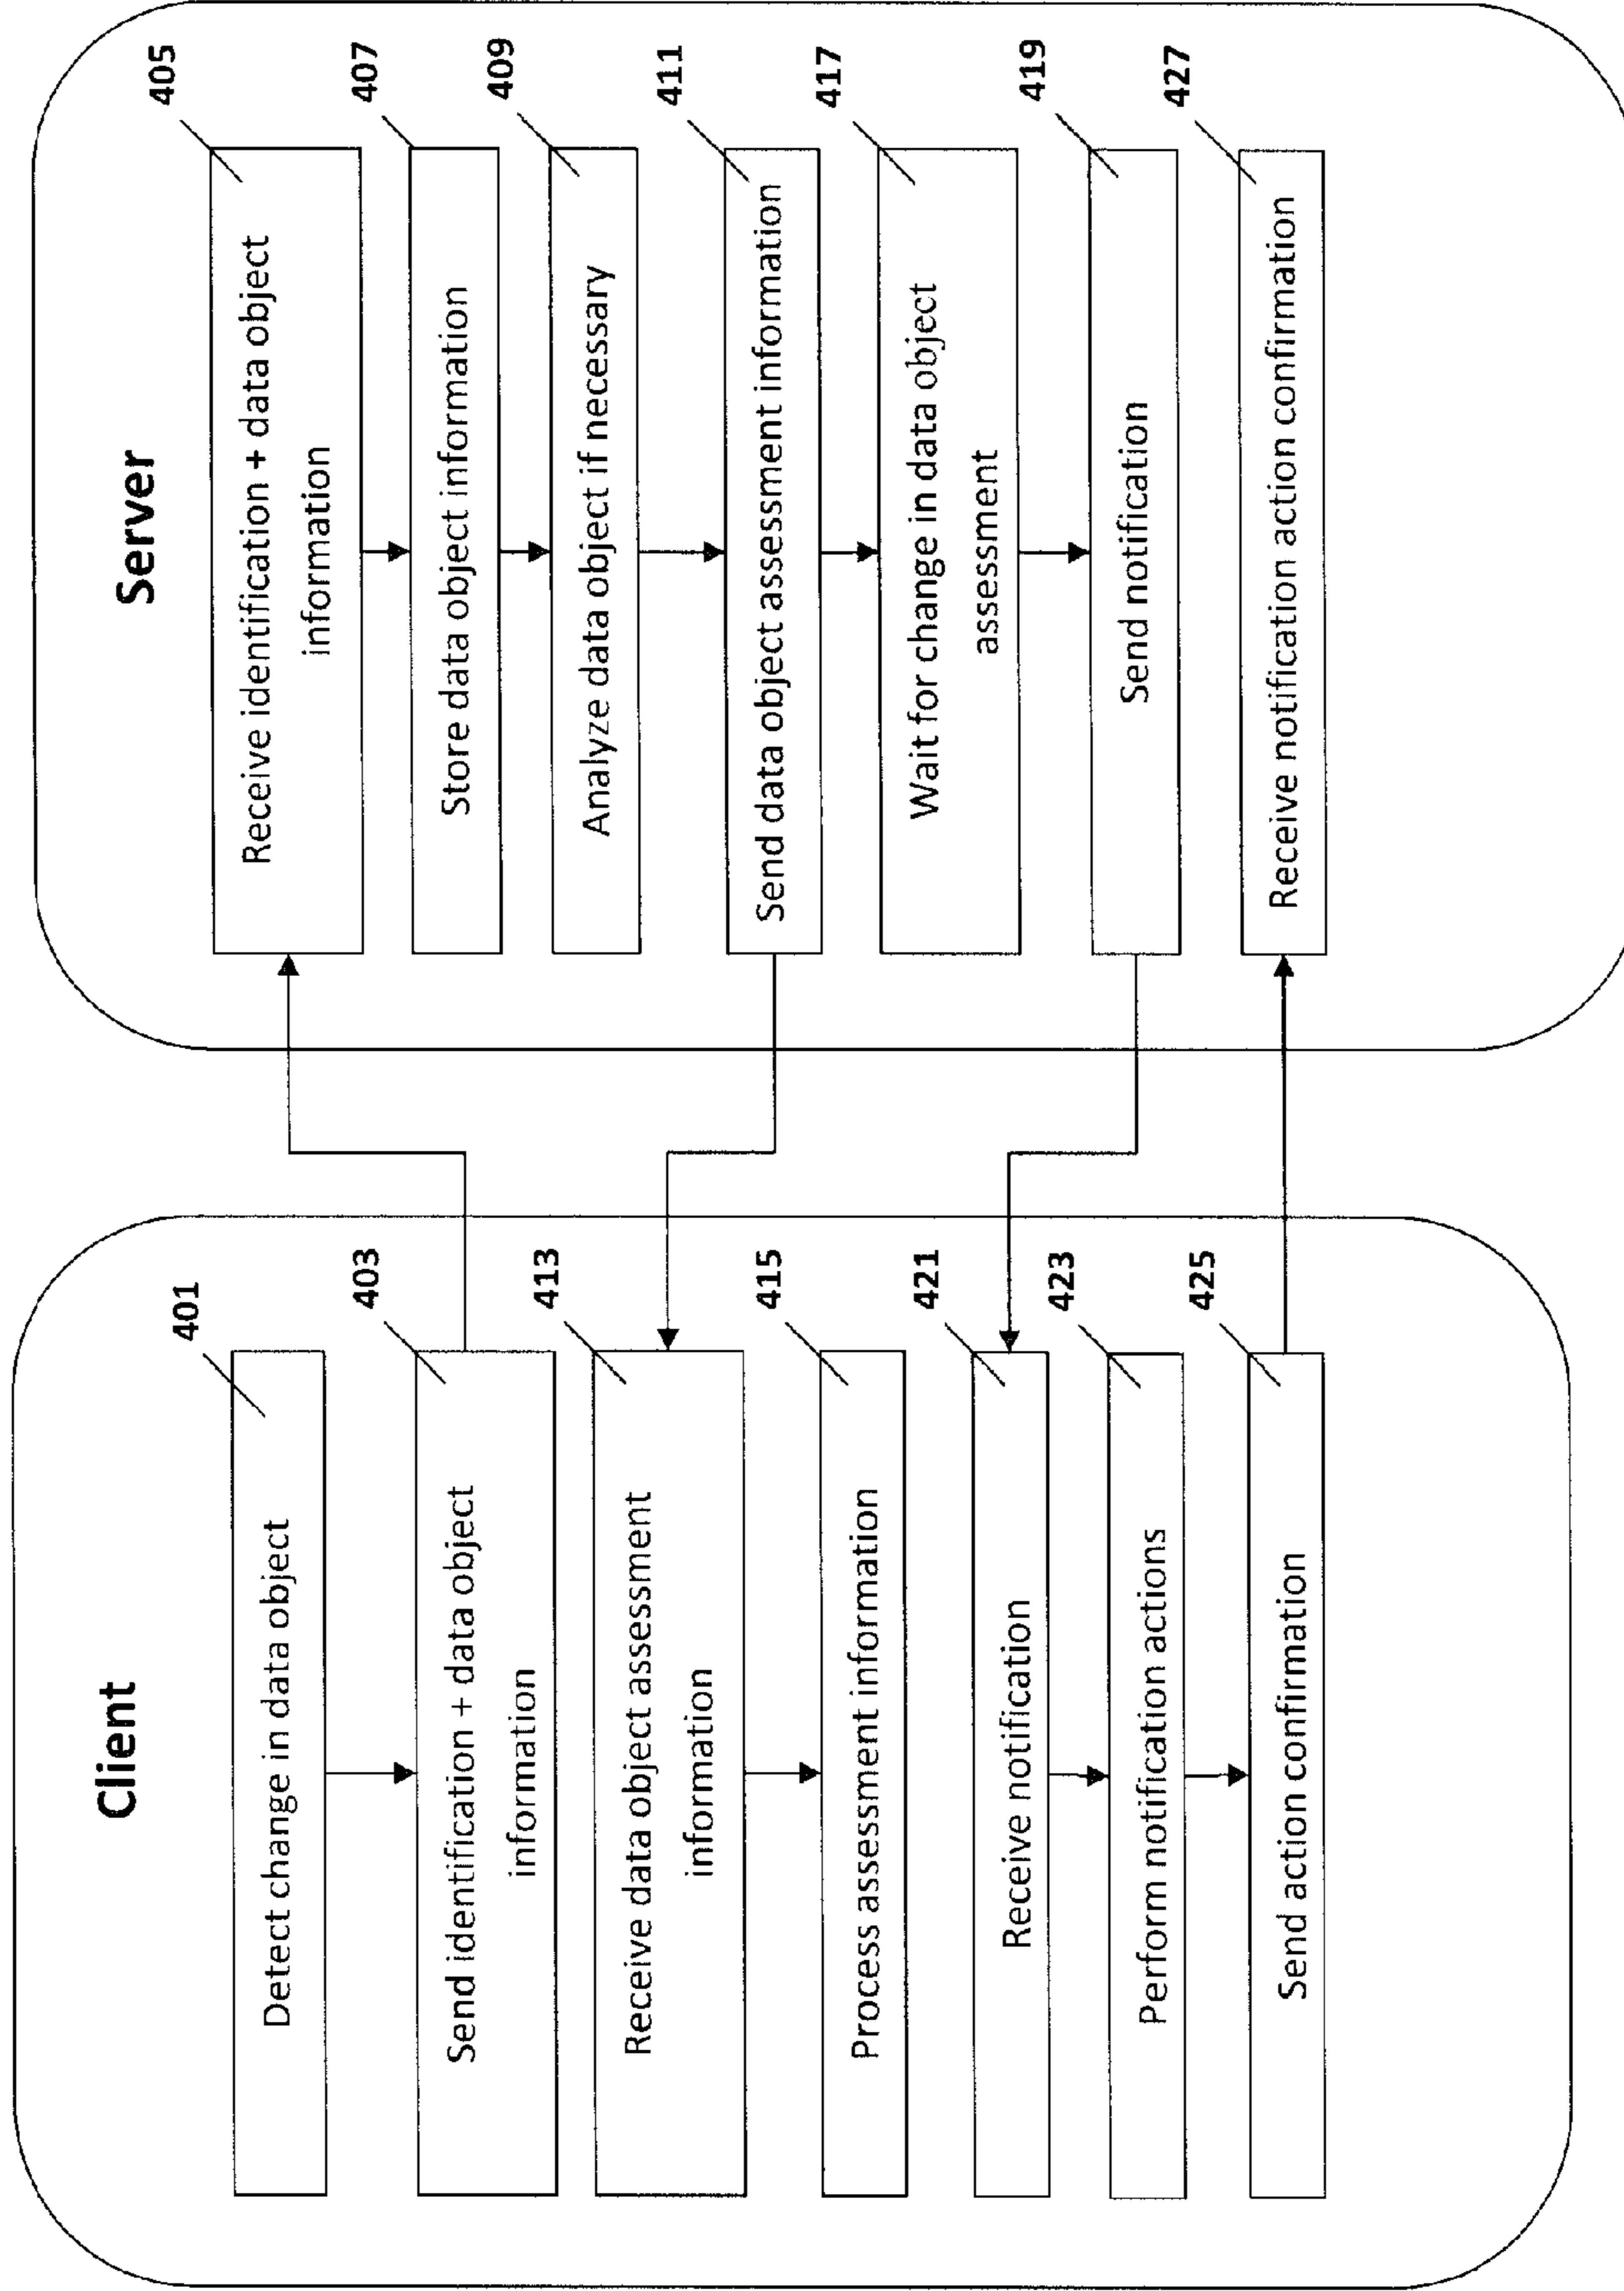 Client
401
Detect change in data object
403
Send identification + data object
information
413
Receive data object assessment
information
415
Process assessment information
421
Receive notification
423
Perform notification actions
425
Send action confirmation
Server
405
Receive identification + data object
information
407
Store data object information
409
Analyze data object if necessary
411
Send data object assessment information
417
Wait for change in data object
assessment
419
Send notification
427
Receive notification action confirmation